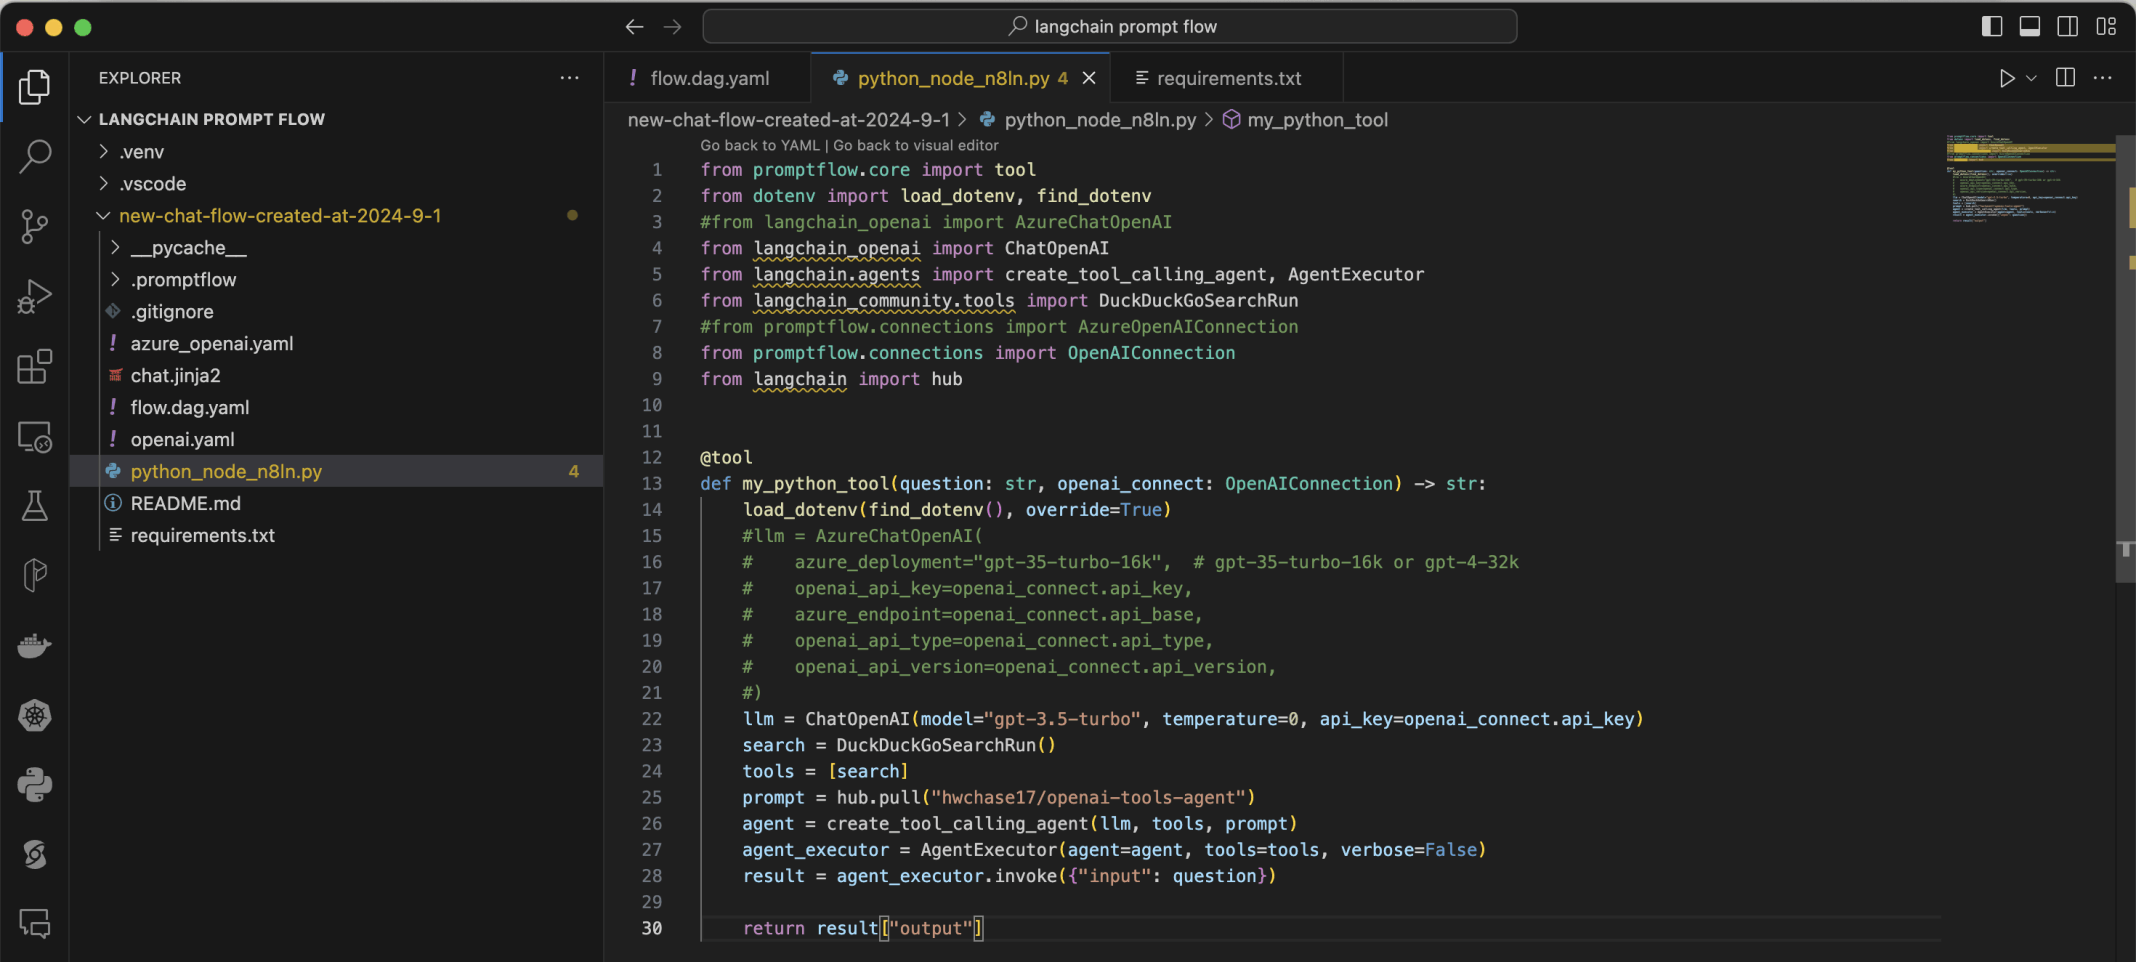 langchain prompt flow
EXPLORER
LANGCHAIN PROMPT FLOW
.venv
.vscode
new-chat-flow-created-at-2024-9-1
__pycache__
.promptflow
.gitignore
! azure_openai.yaml
chat.jinja2
! flow.dag.yaml
! openai.yaml
python_node_n8ln.py 4
README.md
requirements.txt
! flow.dag.yaml
python_node_n8ln.py 4
requirements.txt
new-chat-flow-created-at-2024-9-1 > python_node_n8ln.py > my_python_tool
Go back to YAML | Go back to visual editor
1 from promptflow.core import tool
2 from dotenv import load_dotenv, find_dotenv
3 #from langchain_openai import AzureChatOpenAI
4 from langchain_openai import ChatOpenAI
5 from langchain.agents import create_tool_calling_agent, AgentExecutor
6 from langchain_community.tools import DuckDuckGoSearchRun
7 #from promptflow.connections import AzureOpenAIConnection
8 from promptflow.connections import OpenAIConnection
9 from langchain import hub
10
11
12 @tool
13 def my_python_tool(question: str, openai_connect: OpenAIConnection) -> str:
14     load_dotenv(find_dotenv(), override=True)
15     #llm = AzureChatOpenAI(
16     #    azure_deployment="gpt-35-turbo-16k",  # gpt-35-turbo-16k or gpt-4-32k
17     #    openai_api_key=openai_connect.api_key,
18     #    azure_endpoint=openai_connect.api_base,
19     #    openai_api_type=openai_connect.api_type,
20     #    openai_api_version=openai_connect.api_version,
21     #)
22     llm = ChatOpenAI(model="gpt-3.5-turbo", temperature=0, api_key=openai_connect.api_key)
23     search = DuckDuckGoSearchRun()
24     tools = [search]
25     prompt = hub.pull("hwchase17/openai-tools-agent")
26     agent = create_tool_calling_agent(llm, tools, prompt)
27     agent_executor = AgentExecutor(agent=agent, tools=tools, verbose=False)
28     result = agent_executor.invoke({"input": question})
29
30     return result["output"]